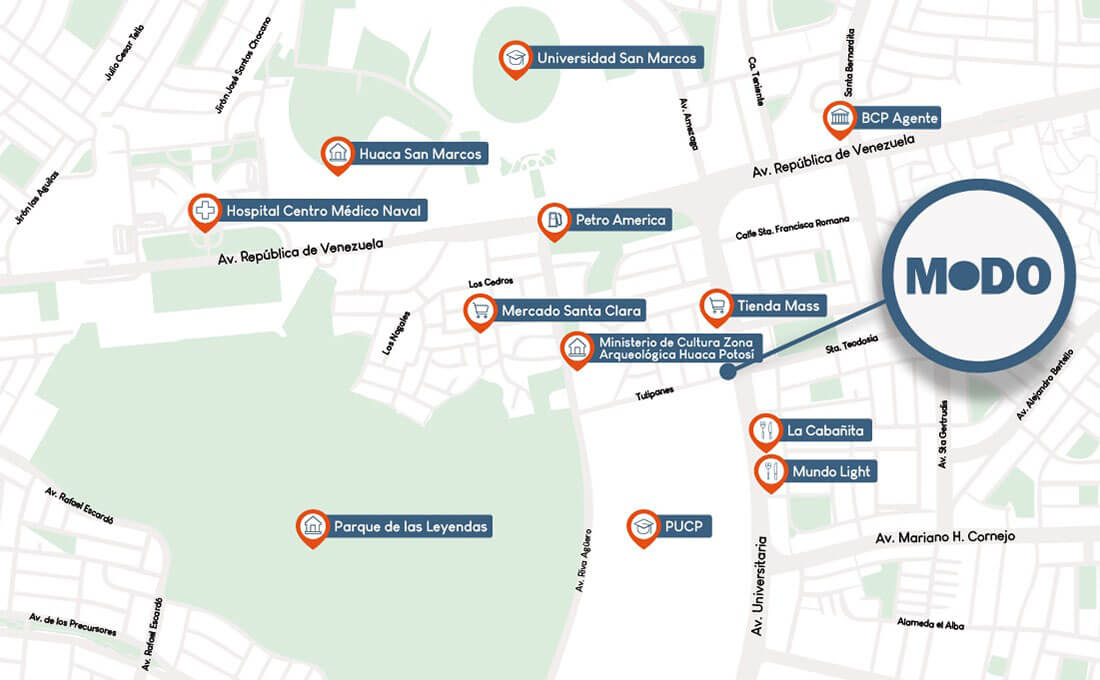 Julio Cesar Tello
Jirón José Santos Chocano
Universidad San Marcos
Ca. Teniente
Santa Bernardita
Av. Amezaga
BCP Agente
Av. República de Venezuela
Huaca San Marcos
Jirón las Aguilas
Hospital Centro Médico Naval
Petro America
Calle Sta. Francisca Romana
Av. República de Venezuela
MODO
Los Cedros
Mercado Santa Clara
Tienda Mass
Los Nogales
Ministerio de Cultura Zona
Arqueológica Huaca Potosí
Sta. Teodosia
Tulipanes
Av. Alejandro Bertello
La Cabañita
Av. Sta Gertrudis
Mundo Light
Av. Rafael Escardó
Parque de las Leyendas
PUCP
Av. Mariano H. Cornejo
Av. Riva Agüero
Av. Universitaria
Av. de los Precursores
Av. Rafael Escardó
Alameda el Alba